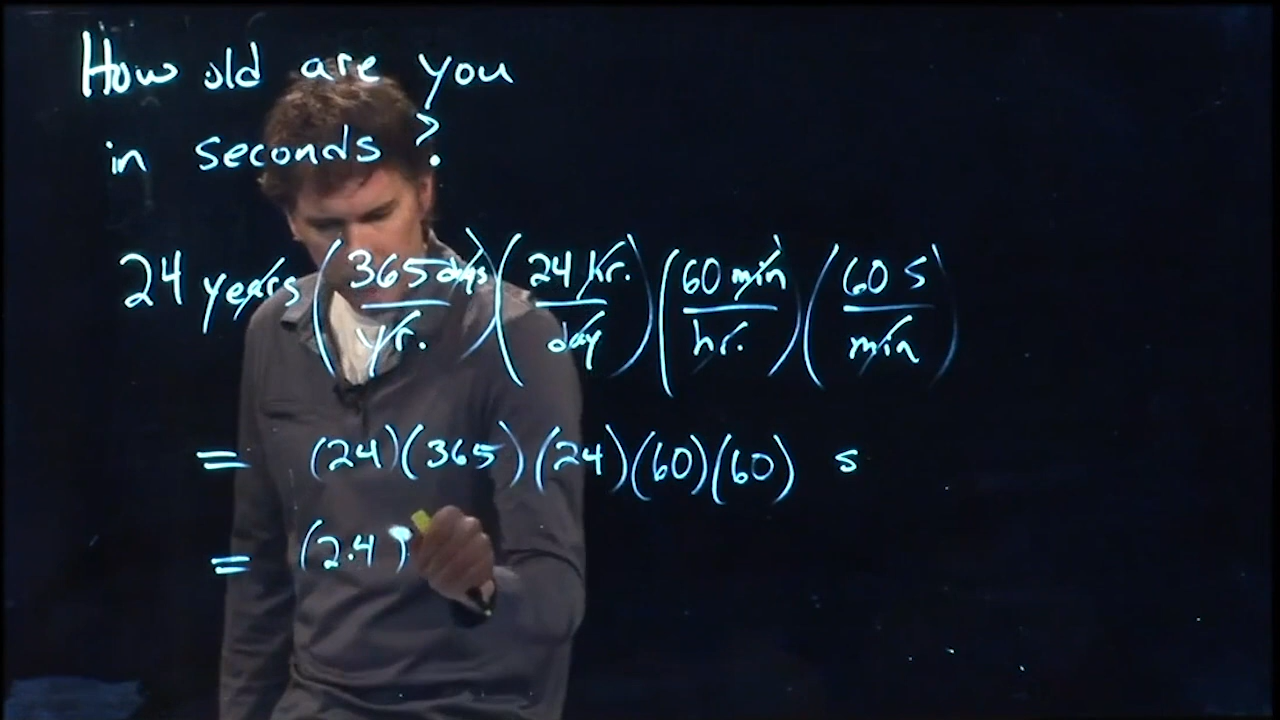 How old are you
in seconds ?
24 years (365 days / yr.) (24 hr. / day) (60 min / hr.) (60 s / min)
= (24)(365)(24)(60)(60) s
= (2.4)